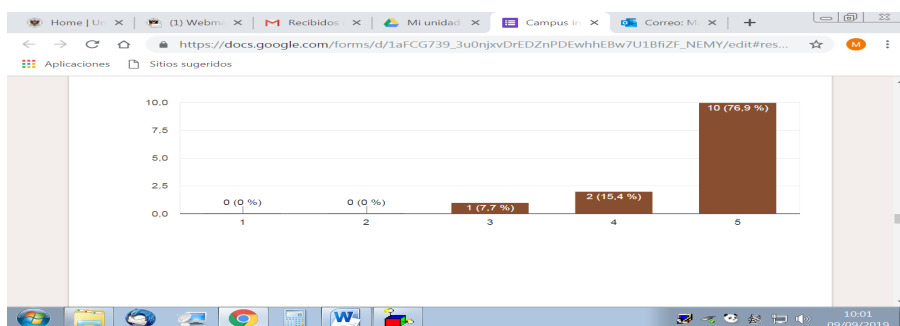 Home | Un
(1) Webma
Recibidos
Mi unidad
Campus in
Correo: M
https://docs.google.com/forms/d/1aFCG739_3u0njxvDrEDZnPDEwhhEBw7U1BfiZF_NEMY/edit#res...
M
Aplicaciones
Sitios sugeridos
10,0
7,5
5,0
2,5
0,0
0 (0 %)
0 (0 %)
1 (7,7 %)
2 (15,4 %)
10 (76,9 %)
1 2 3 4 5
W
10:01
09/09/2019